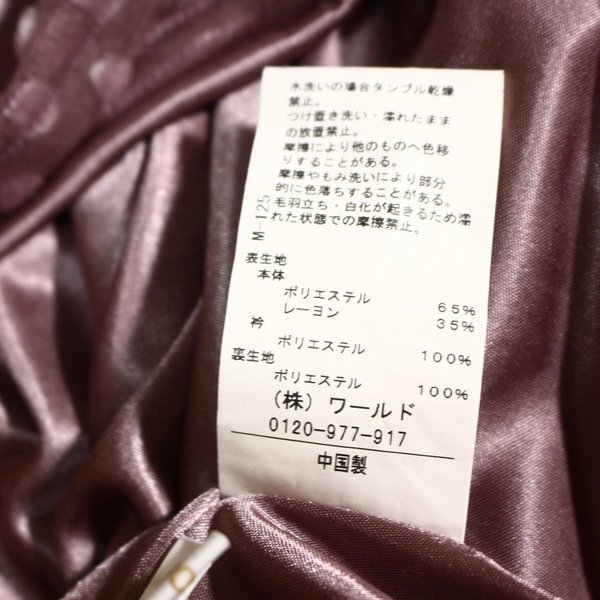 水洗いの場合タンブル乾燥
禁止。
つけ置き洗い・濡れたまま
の放置禁止。
摩擦により他のものへ色移
りすることがある。
摩擦やもみ洗いにより部分
的に色落ちすることがある。
毛羽立ち・白化が起きるため濡
れた状態での摩擦禁止。
M-125
表生地
本体
ポリエステル 65%
レーヨン 35%
衿
ポリエステル 100%
裏生地
ポリエステル 100%
(株) ワールド
0120-977-917
中国製